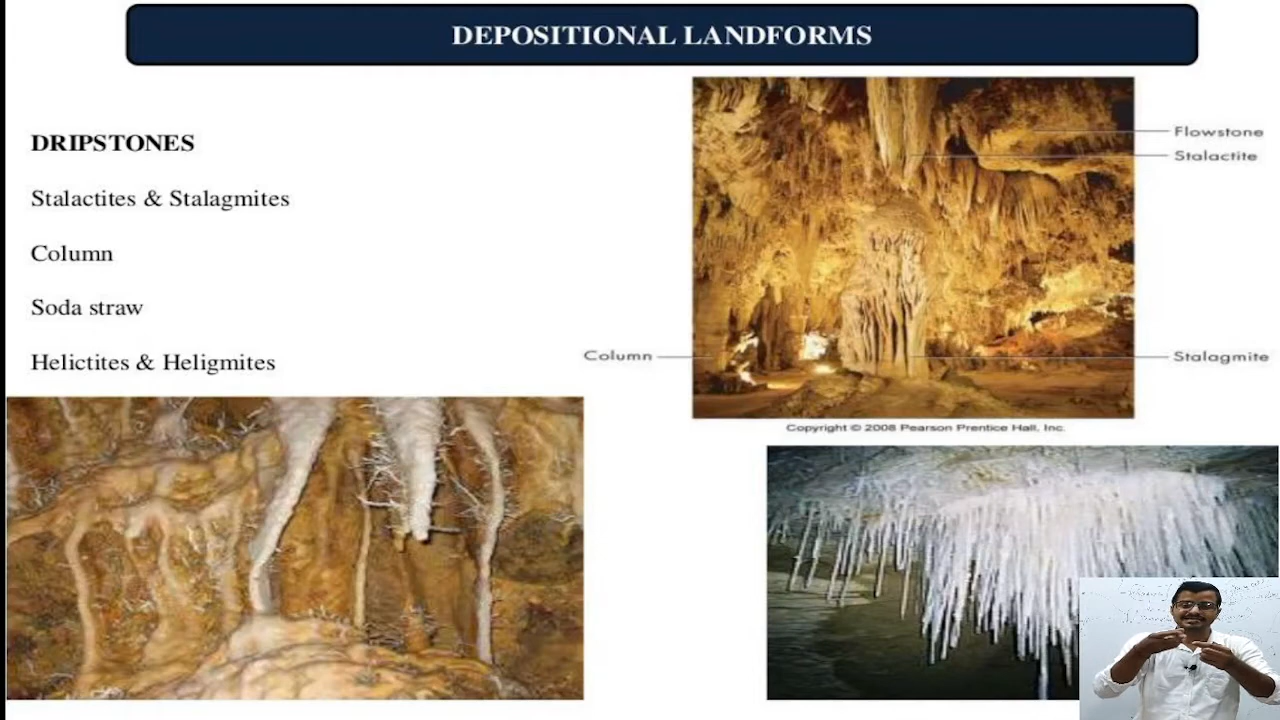 DEPOSITIONAL LANDFORMS
DRIPSTONES
Stalactites & Stalagmites
Column
Soda straw
Helictites & Heligmites
Flowstone
Stalactite
Column
Stalagmite
Copyright © 2008 Pearson Prentice Hall, Inc.